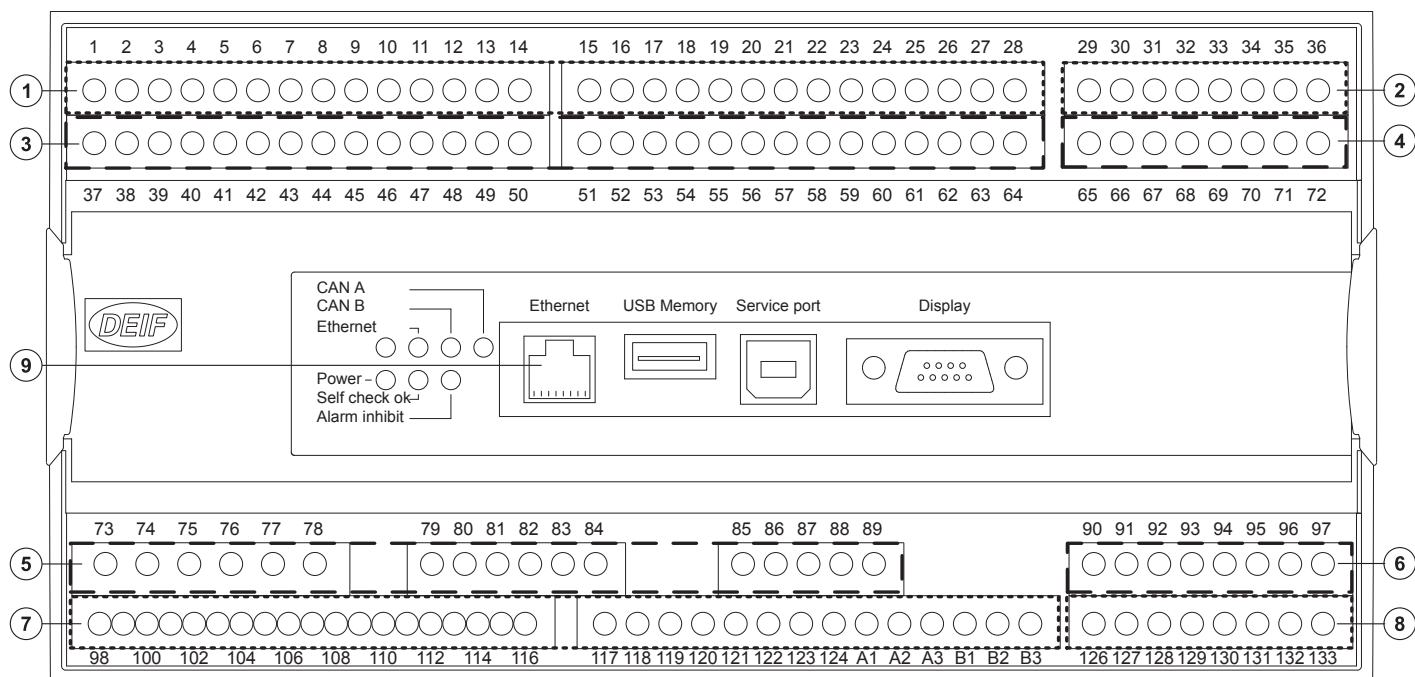 1 2 3 4 5 6 7 8 9 10 11 12 13 14 15 16 17 18 19 20 21 22 23 24 25 26 27 28 29 30 31 32 33 34 35 36
1 2
3 4
37 38 39 40 41 42 43 44 45 46 47 48 49 50 51 52 53 54 55 56 57 58 59 60 61 62 63 64 65 66 67 68 69 70 71 72
DEIF
CAN A
CAN B
Ethernet
Power
Self check ok
Alarm inhibit
Ethernet USB Memory Service port Display
9
73 74 75 76 77 78 79 80 81 82 83 84 85 86 87 88 89 90 91 92 93 94 95 96 97
5 6
7 8
98 100 102 104 106 108 110 112 114 116 117 118 119 120 121 122 123 124 A1 A2 A3 B1 B2 B3 126 127 128 129 130 131 132 133